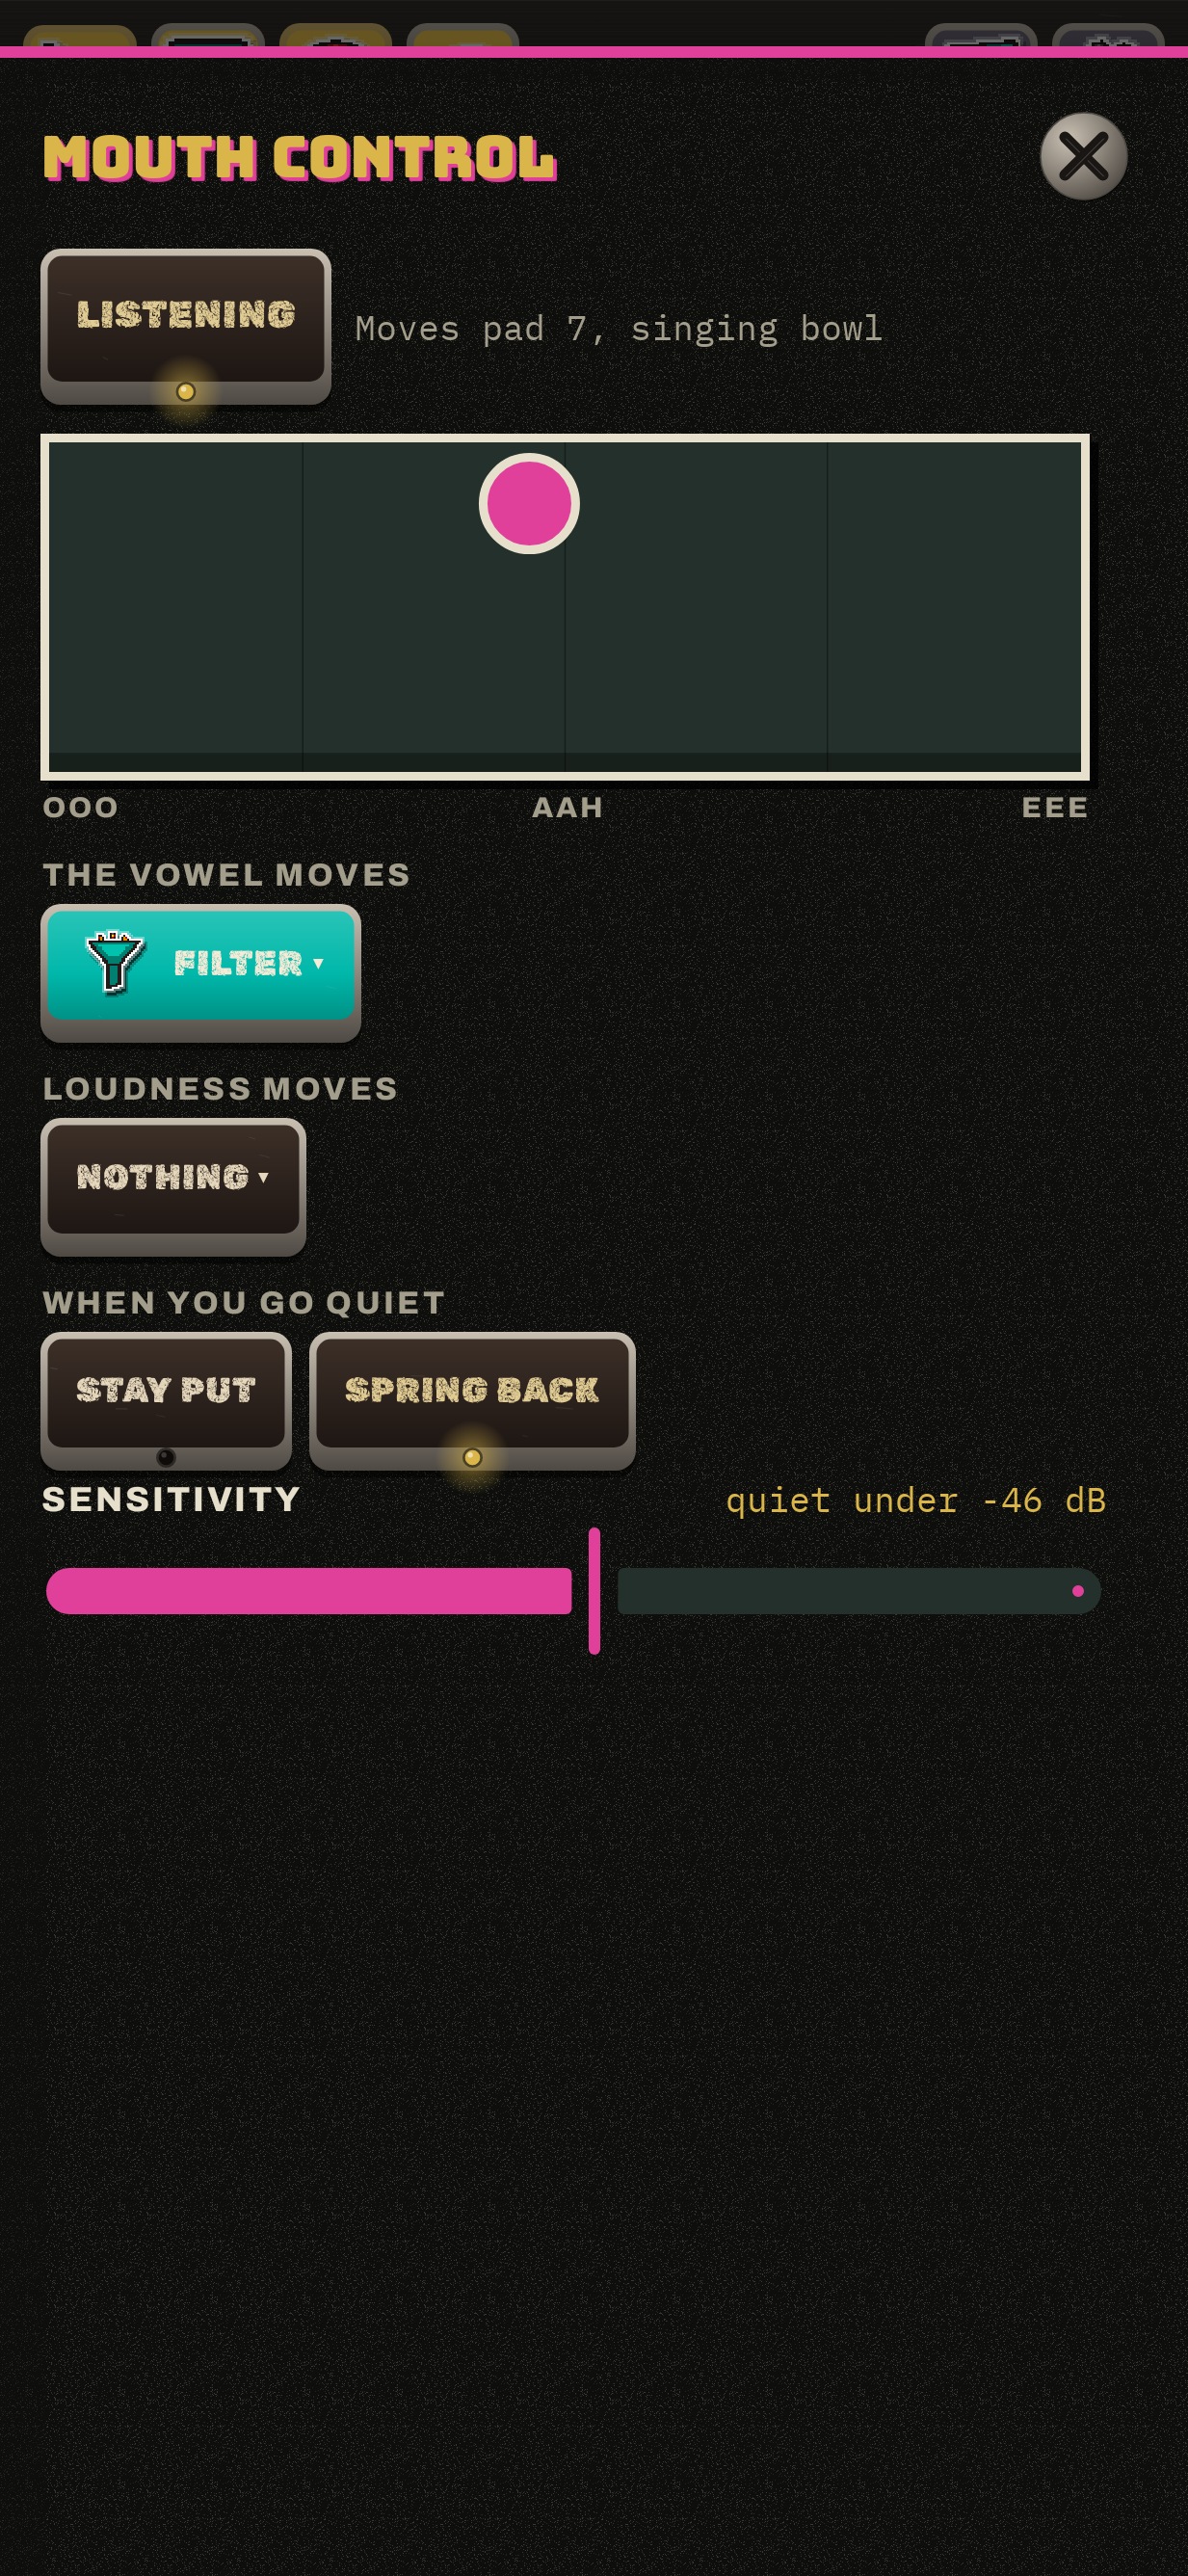 MOUTH CONTROL
LISTENING
Moves pad 7, singing bowl
OOO AAH EEE
THE VOWEL MOVES
FILTER ▾
LOUDNESS MOVES
NOTHING ▾
WHEN YOU GO QUIET
STAY PUT SPRING BACK
SENSITIVITY quiet under -46 dB